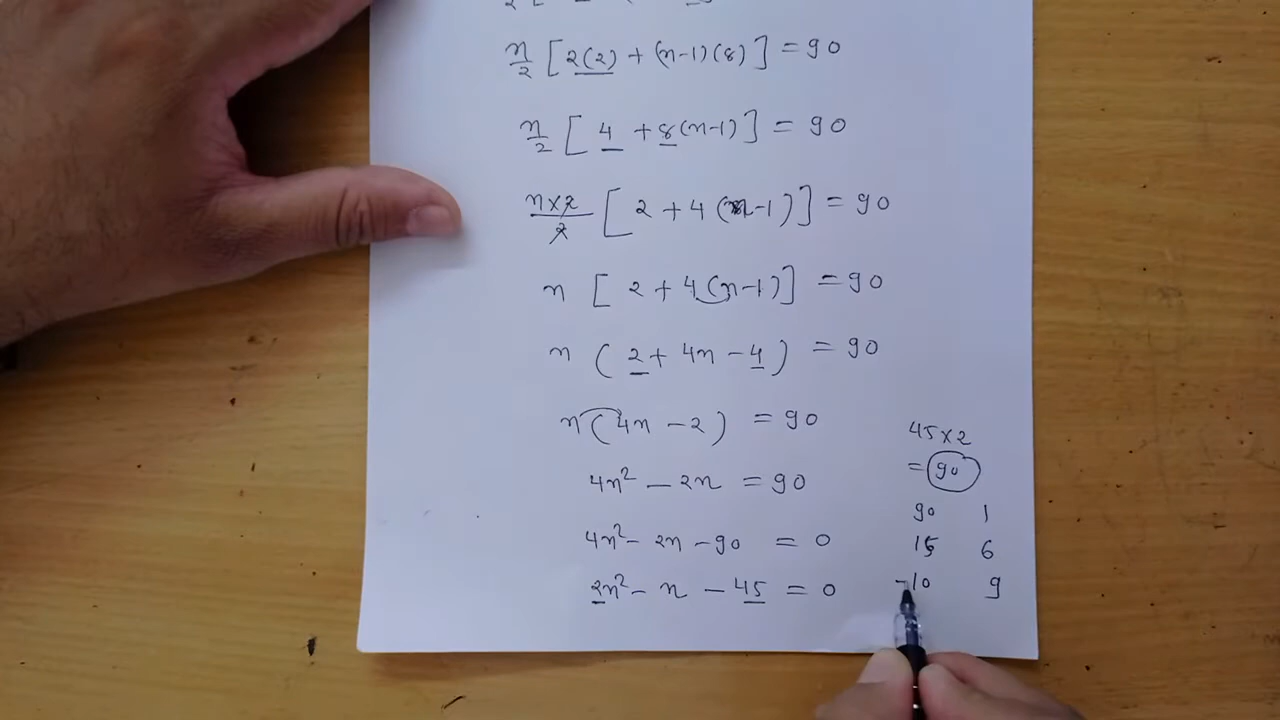 n/2 [2(2) + (n-1)(8)] = 90
n/2 [4 + 8(n-1)] = 90
n×2/2 [2 + 4(n-1)] = 90
n [2 + 4(n-1)] = 90
n (2 + 4n - 4) = 90
n(4n - 2) = 90
4n² - 2n = 90
4n² - 2n - 90 = 0
2n² - n - 45 = 0
45×2
= 90
90 1
15 6
-10 9